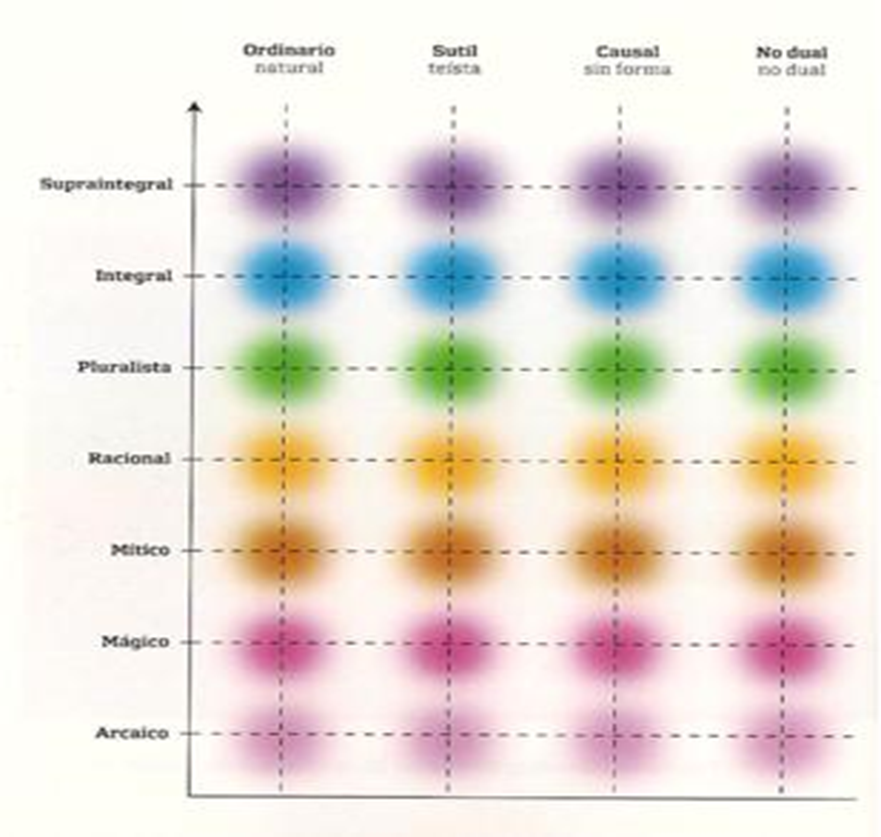 Ordinario
natural
Sutil
teísta
Causal
sin forma
No dual
no dual
Supraintegral
Integral
Pluralista
Racional
Mítico
Mágico
Arcaico